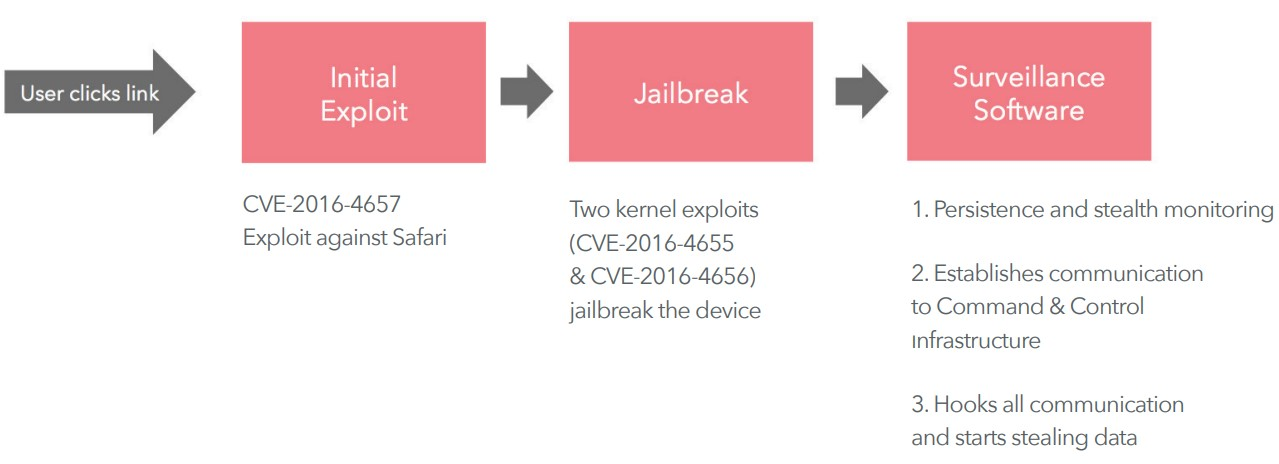 User clicks link
Initial
Exploit
Jailbreak
Surveillance
Software
CVE-2016-4657
Exploit against Safari
Two kernel exploits
(CVE-2016-4655
& CVE-2016-4656)
jailbreak the device
1. Persistence and stealth monitoring
2. Establishes communication
to Command & Control
ınfrastructure
3. Hooks all communication
and starts stealing data